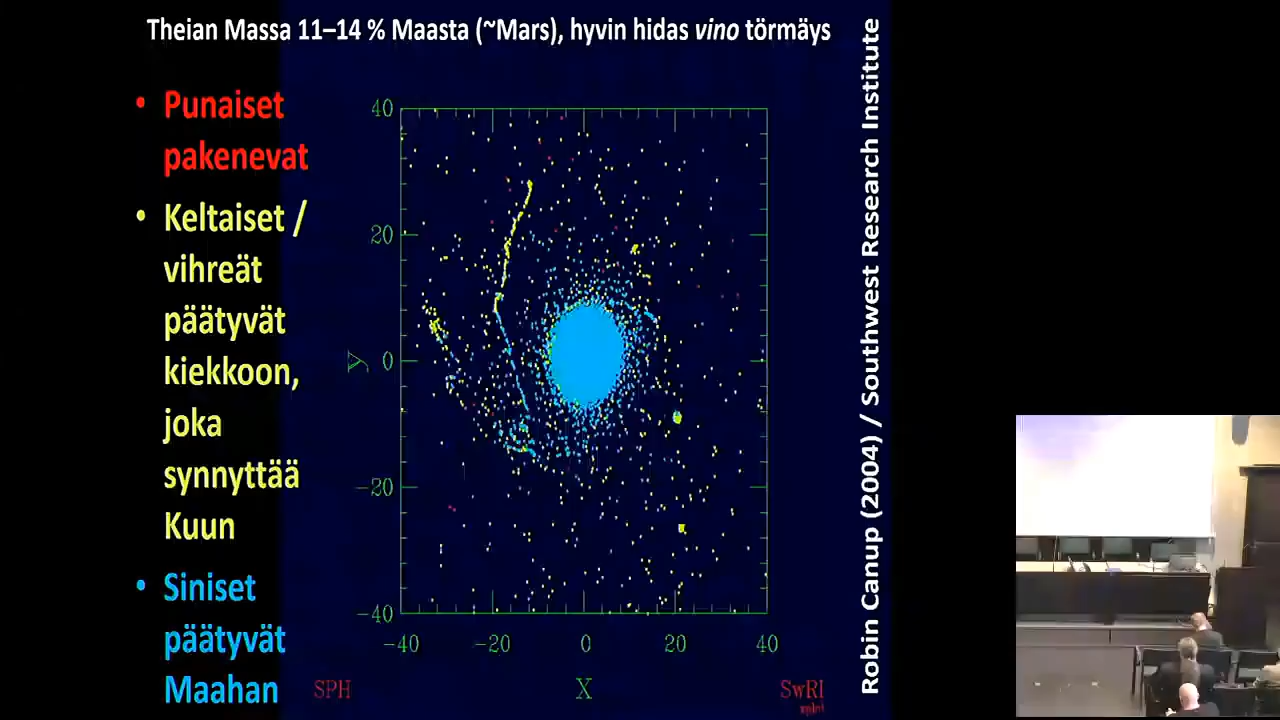 Theian Massa 11–14 % Maasta (~Mars), hyvin hidas vino törmäys
• Punaiset
pakenevat
• Keltaiset /
vihreät
päätyvät
kiekkoon,
joka
synnyttää
Kuun
• Siniset
päätyvät
Maahan
40
20
y 0
−20
−40
−40 −20 0 20 40
SPH X SwRI
Robin Canup (2004) / Southwest Research Institute